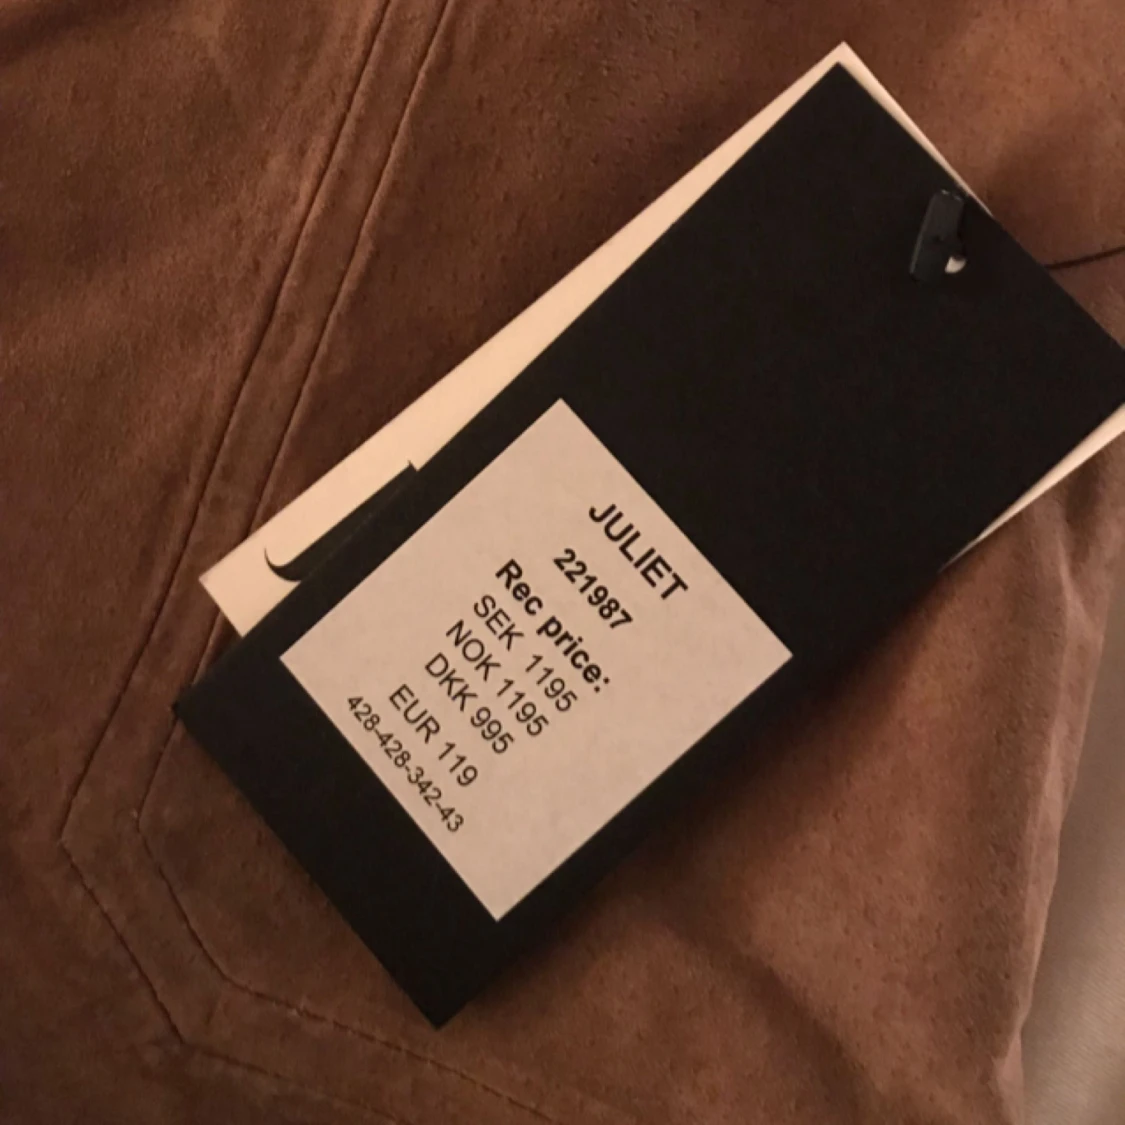 JULIET
221987
Rec price:
SEK 1195
NOK 1195
DKK 995
EUR 119
428-428-342-43
J